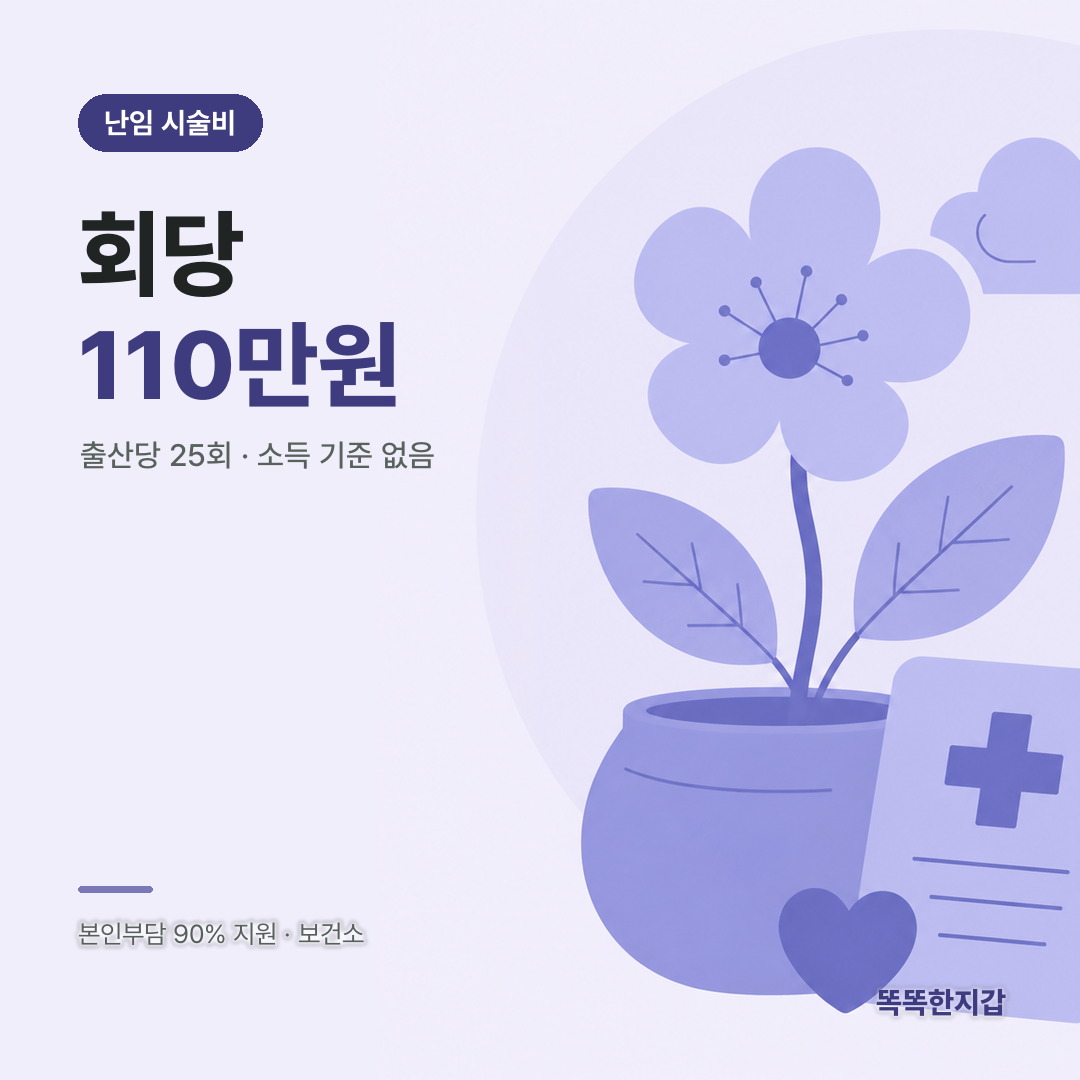 난임 시술비
회당
110만원
출산당 25회 · 소득 기준 없음
본인부담 90% 지원 · 보건소
똑똑한지갑